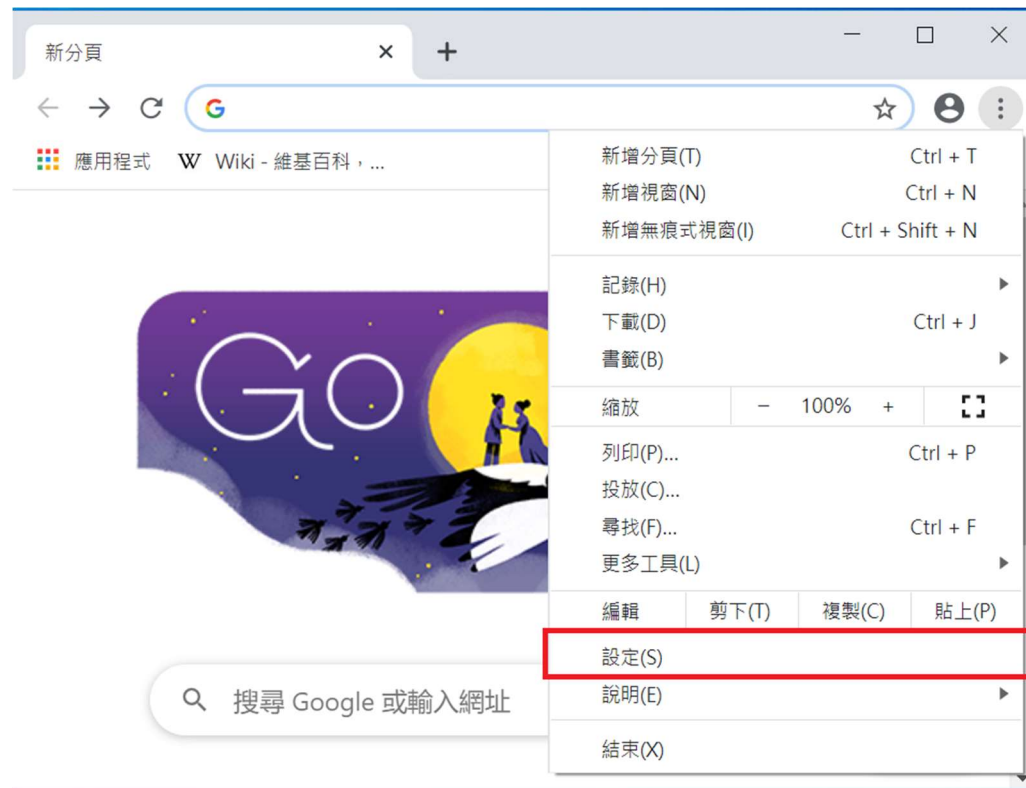 新分頁
應用程式 W Wiki - 維基百科，...
新增分頁(T) Ctrl + T
新增視窗(N) Ctrl + N
新增無痕式視窗(I) Ctrl + Shift + N
記錄(H)
下載(D) Ctrl + J
書籤(B)
縮放 - 100% +
列印(P)... Ctrl + P
投放(C)...
尋找(F)... Ctrl + F
更多工具(L)
編輯 剪下(T) 複製(C) 貼上(P)
設定(S)
說明(E)
結束(X)
Go
搜尋 Google 或輸入網址